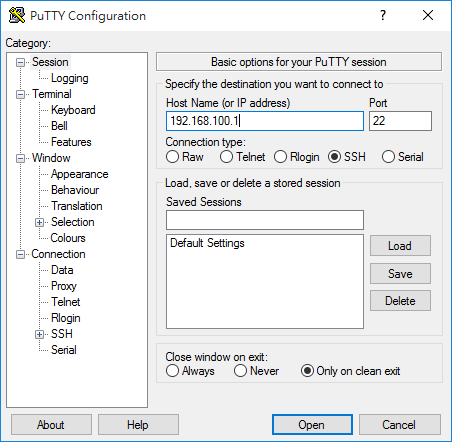 PuTTY Configuration
?
Category:
Session
Logging
Terminal
Keyboard
Bell
Features
Window
Appearance
Behaviour
Translation
Selection
Colours
Connection
Data
Proxy
Telnet
Rlogin
SSH
Serial
Basic options for your PuTTY session
Specify the destination you want to connect to
Host Name (or IP address) Port
192.168.100.1 22
Connection type:
Raw Telnet Rlogin SSH Serial
Load, save or delete a stored session
Saved Sessions
Default Settings
Load
Save
Delete
Close window on exit:
Always Never Only on clean exit
About Help Open Cancel